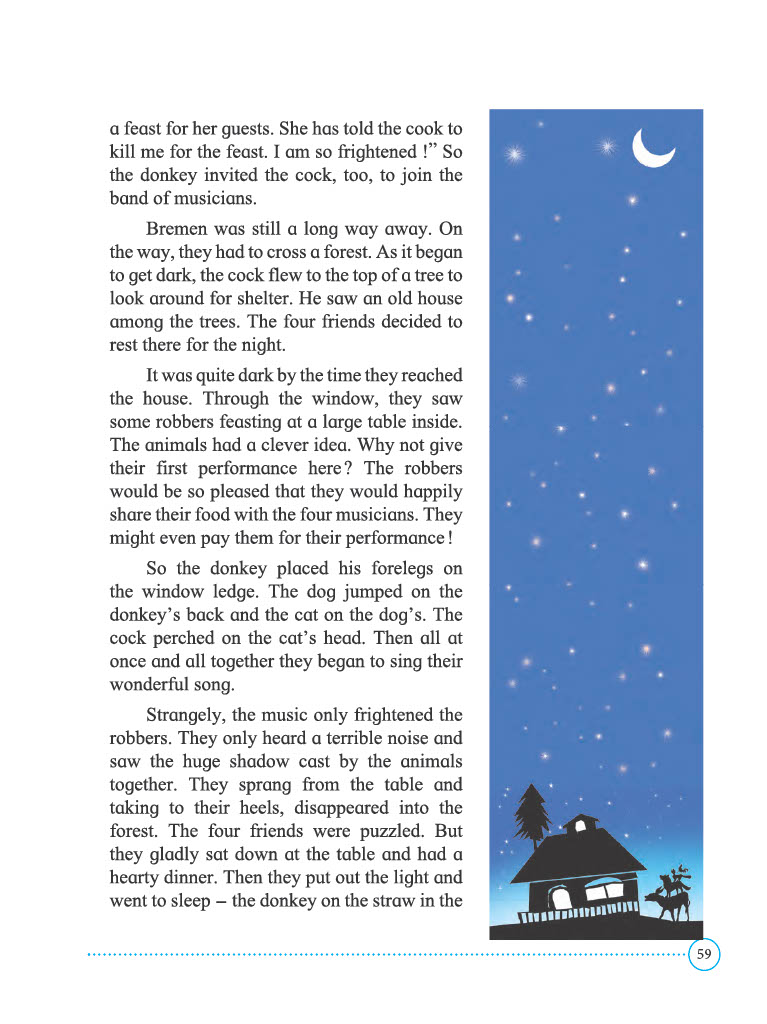 a feast for her guests. She has told the cook to
kill me for the feast. I am so frightened !” So
the donkey invited the cock, too, to join the
band of musicians.
Bremen was still a long way away. On
the way, they had to cross a forest. As it began
to get dark, the cock flew to the top of a tree to
look around for shelter. He saw an old house
among the trees. The four friends decided to
rest there for the night.
It was quite dark by the time they reached
the house. Through the window, they saw
some robbers feasting at a large table inside.
The animals had a clever idea. Why not give
their first performance here ? The robbers
would be so pleased that they would happily
share their food with the four musicians. They
might even pay them for their performance !
So the donkey placed his forelegs on
the window ledge. The dog jumped on the
donkey’s back and the cat on the dog’s. The
cock perched on the cat’s head. Then all at
once and all together they began to sing their
wonderful song.
Strangely, the music only frightened the
robbers. They only heard a terrible noise and
saw the huge shadow cast by the animals
together. They sprang from the table and
taking to their heels, disappeared into the
forest. The four friends were puzzled. But
they gladly sat down at the table and had a
hearty dinner. Then they put out the light and
went to sleep – the donkey on the straw in the
59